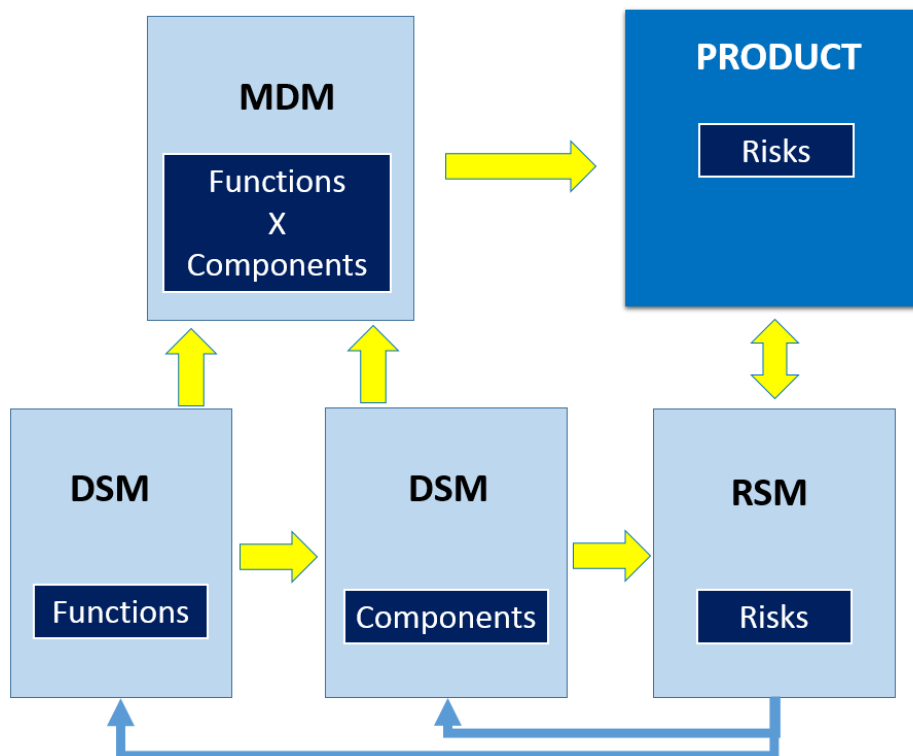 MDM
Functions
X
Components
PRODUCT
Risks
DSM
Functions
DSM
Components
RSM
Risks